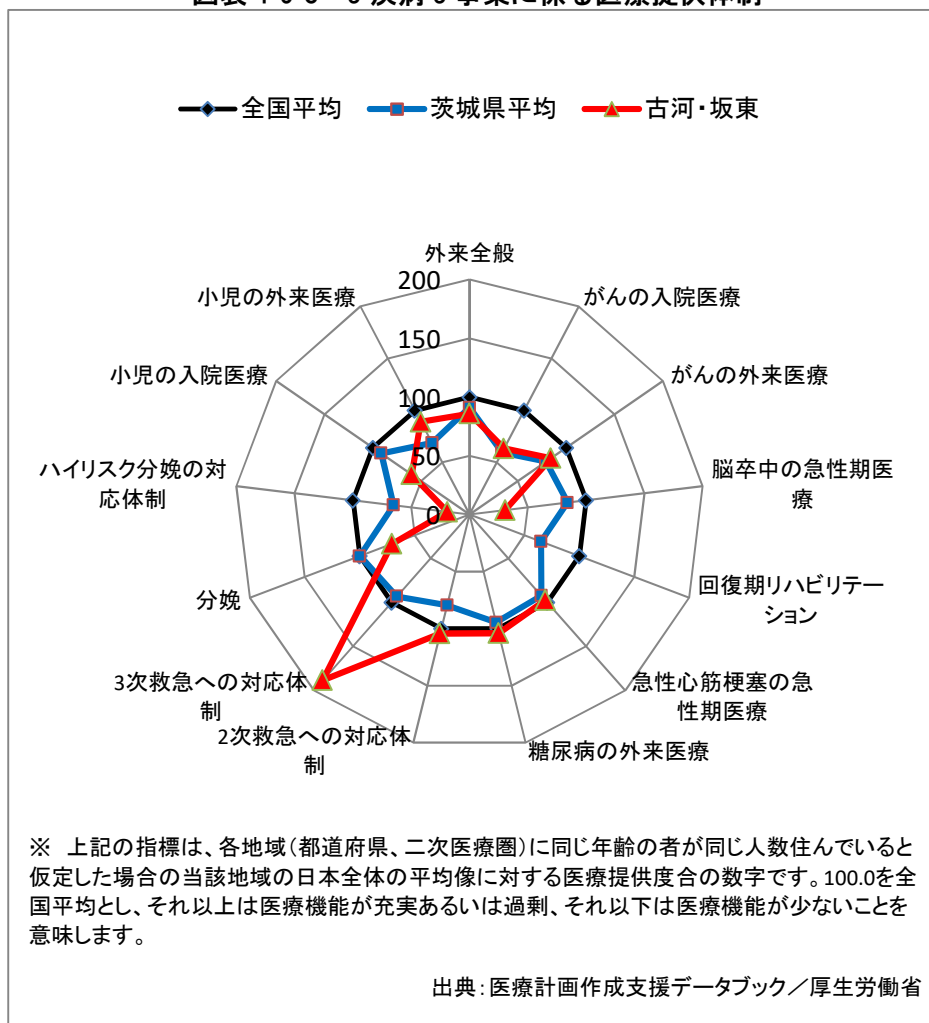 全国平均 茨城県平均 古河・坂東
外来全般
200
小児の外来医療
がんの入院医療
150
小児の入院医療
がんの外来医療
100
ハイリスク分娩の対
応体制
脳卒中の急性期医
療
50
0
分娩
回復期リハビリテー
ション
3次救急への対応体
制
急性心筋梗塞の急
性期医療
2次救急への対応体
制
糖尿病の外来医療
※ 上記の指標は、各地域(都道府県、二次医療圏)に同じ年齢の者が同じ人数住んでいると
仮定した場合の当該地域の日本全体の平均像に対する医療提供度合の数字です。100.0を全
国平均とし、それ以上は医療機能が充実あるいは過剰、それ以下は医療機能が少ないことを
意味します。
出典:医療計画作成支援データブック/厚生労働省